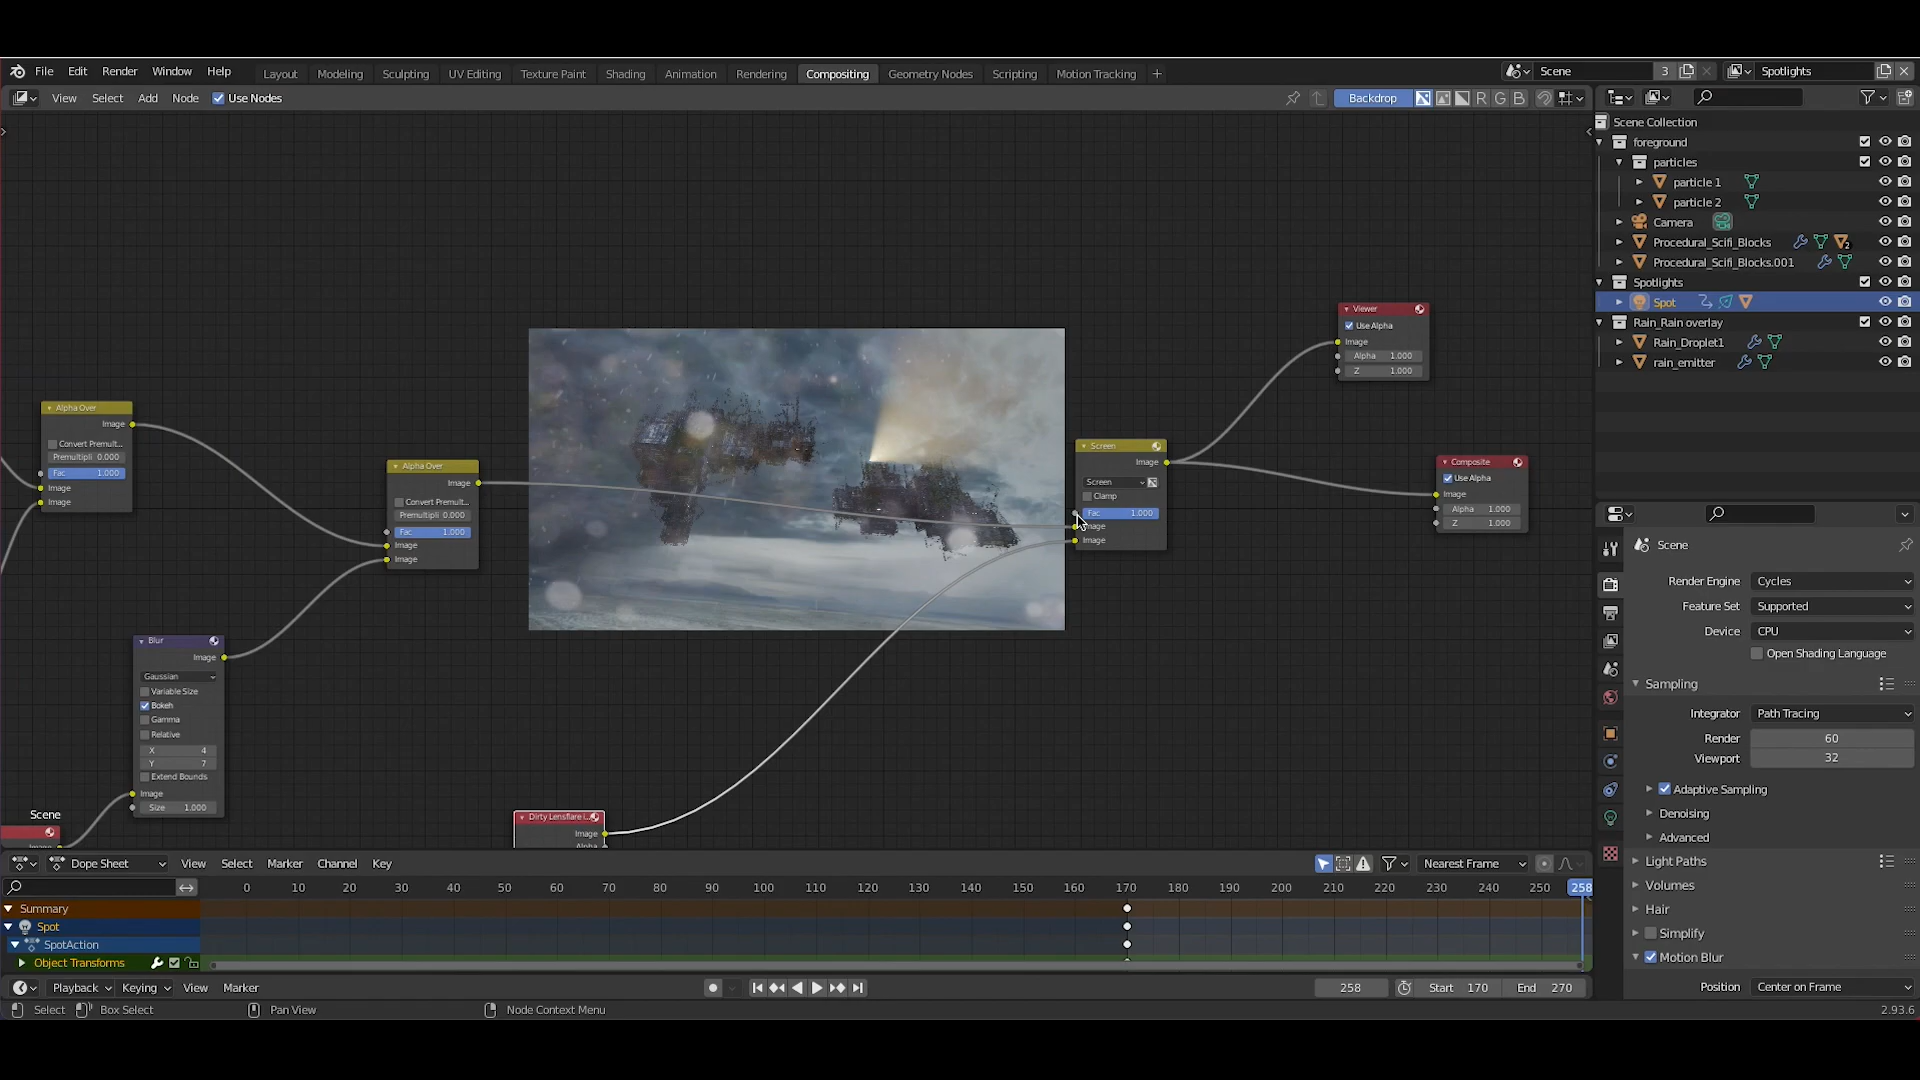 File Edit Render Window Help Layout Modeling Sculpting UV Editing Texture Paint Shading Animation Rendering Compositing Geometry Nodes Scripting Motion Tracking + Scene 3 Spotlights
View Select Add Node Use Nodes Backdrop R G B
Scene Collection
foreground
particles
particle 1
particle 2
Camera
Procedural_Scifi_Blocks 2
Procedural_Scifi_Blocks.001
Spotlights
Spot
Rain_Rain overlay
Rain_Droplet1
rain_emitter
Viewer
Use Alpha
Image
Alpha 1.000
Z 1.000
Alpha Over
Image
Convert Premult...
Premultipli 0.000
Fac 1.000
Image
Image
Alpha Over
Image
Convert Premult...
Premultipli 0.000
Fac 1.000
Image
Image
Screen
Image
Screen
Clamp
Fac 1.000
Image
Image
Composite
Use Alpha
Image
Alpha 1.000
Z 1.000
Blur
Image
Gaussian
Variable Size
Bokeh
Gamma
Relative
X 4
Y 7
Extend Bounds
Image
Size 1.000
Scene
Image
Dirty Lensflare i...
Image
Alpha
Scene
Render Engine Cycles
Feature Set Supported
Device CPU
Open Shading Language
Sampling
Integrator Path Tracing
Render 60
Viewport 32
Adaptive Sampling
Denoising
Advanced
Light Paths
Volumes
Hair
Simplify
Motion Blur
Position Center on Frame
Dope Sheet View Select Marker Channel Key Nearest Frame
0 10 20 30 40 50 60 70 80 90 100 110 120 130 140 150 160 170 180 190 200 210 220 230 240 250 258
Summary
Spot
SpotAction
Object Transforms
Playback Keying View Marker 258 Start 170 End 270
Select Box Select Pan View Node Context Menu 2.93.6